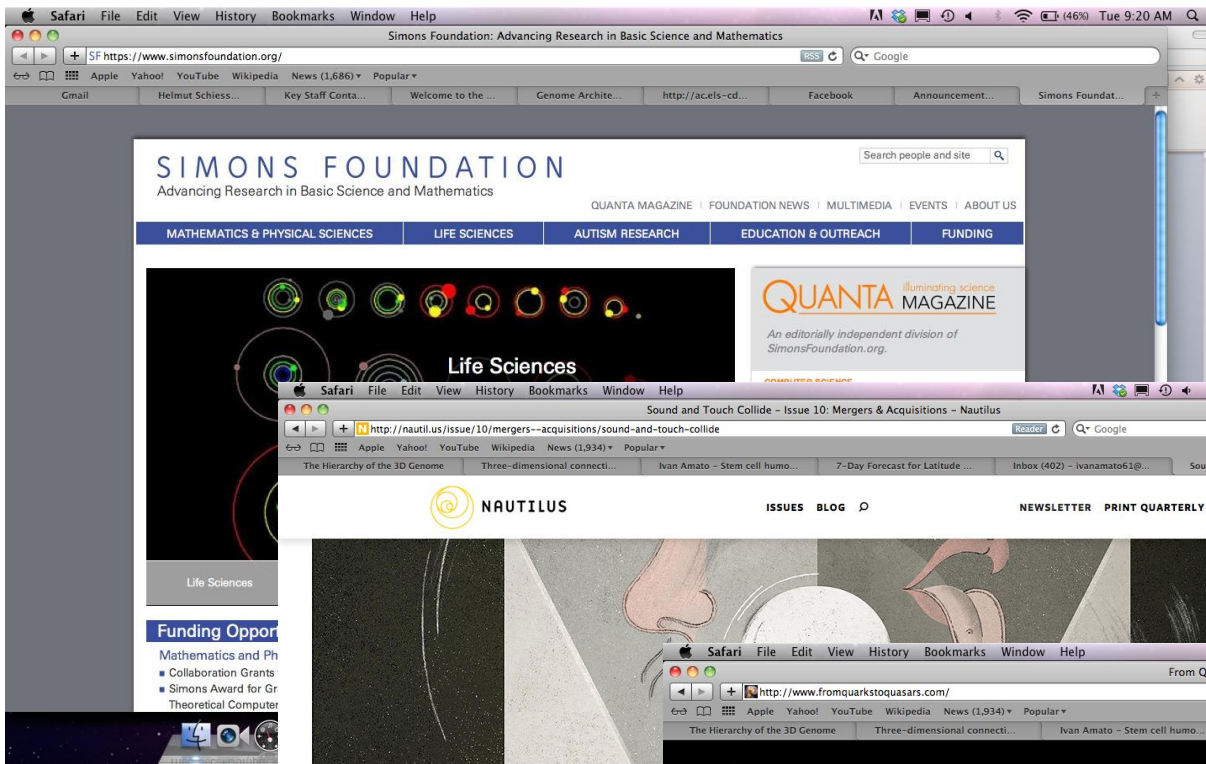 Safari File Edit View History Bookmarks Window Help (46%) Tue 9:20 AM
Simons Foundation: Advancing Research in Basic Science and Mathematics
SF https://www.simonsfoundation.org/ RSS Google
Apple Yahoo! YouTube Wikipedia News (1,686) Popular
Gmail Helmut Schiess... Key Staff Conta... Welcome to the ... Genome Archite... http://ac.els-cd... Facebook Announcement... Simons Foundat...
SIMONS FOUNDATION
Advancing Research in Basic Science and Mathematics
Search people and site
QUANTA MAGAZINE FOUNDATION NEWS MULTIMEDIA EVENTS ABOUT US
MATHEMATICS & PHYSICAL SCIENCES LIFE SCIENCES AUTISM RESEARCH EDUCATION & OUTREACH FUNDING
QUANTA illuminating science
MAGAZINE
An editorially independent division of
SimonsFoundation.org.
Life Sciences
Life Sciences
Funding Oppor
Mathematics and Ph
Collaboration Grants
Simons Award for Gr
Theoretical Computer
Safari File Edit View History Bookmarks Window Help
Sound and Touch Collide – Issue 10: Mergers & Acquisitions – Nautilus
N http://nautil.us/issue/10/mergers--acquisitions/sound-and-touch-collide Reader Google
Apple Yahoo! YouTube Wikipedia News (1,934) Popular
The Hierarchy of the 3D Genome Three-dimensional connecti... Ivan Amato – Stem cell humo... 7-Day Forecast for Latitude ... Inbox (402) – ivanamato61@... Sou
NAUTILUS ISSUES BLOG NEWSLETTER PRINT QUARTERLY
Safari File Edit View History Bookmarks Window Help
From Q
http://www.fromquarkstoquasars.com/
Apple Yahoo! YouTube Wikipedia News (1,934) Popular
The Hierarchy of the 3D Genome Three-dimensional connecti... Ivan Amato – Stem cell humo...